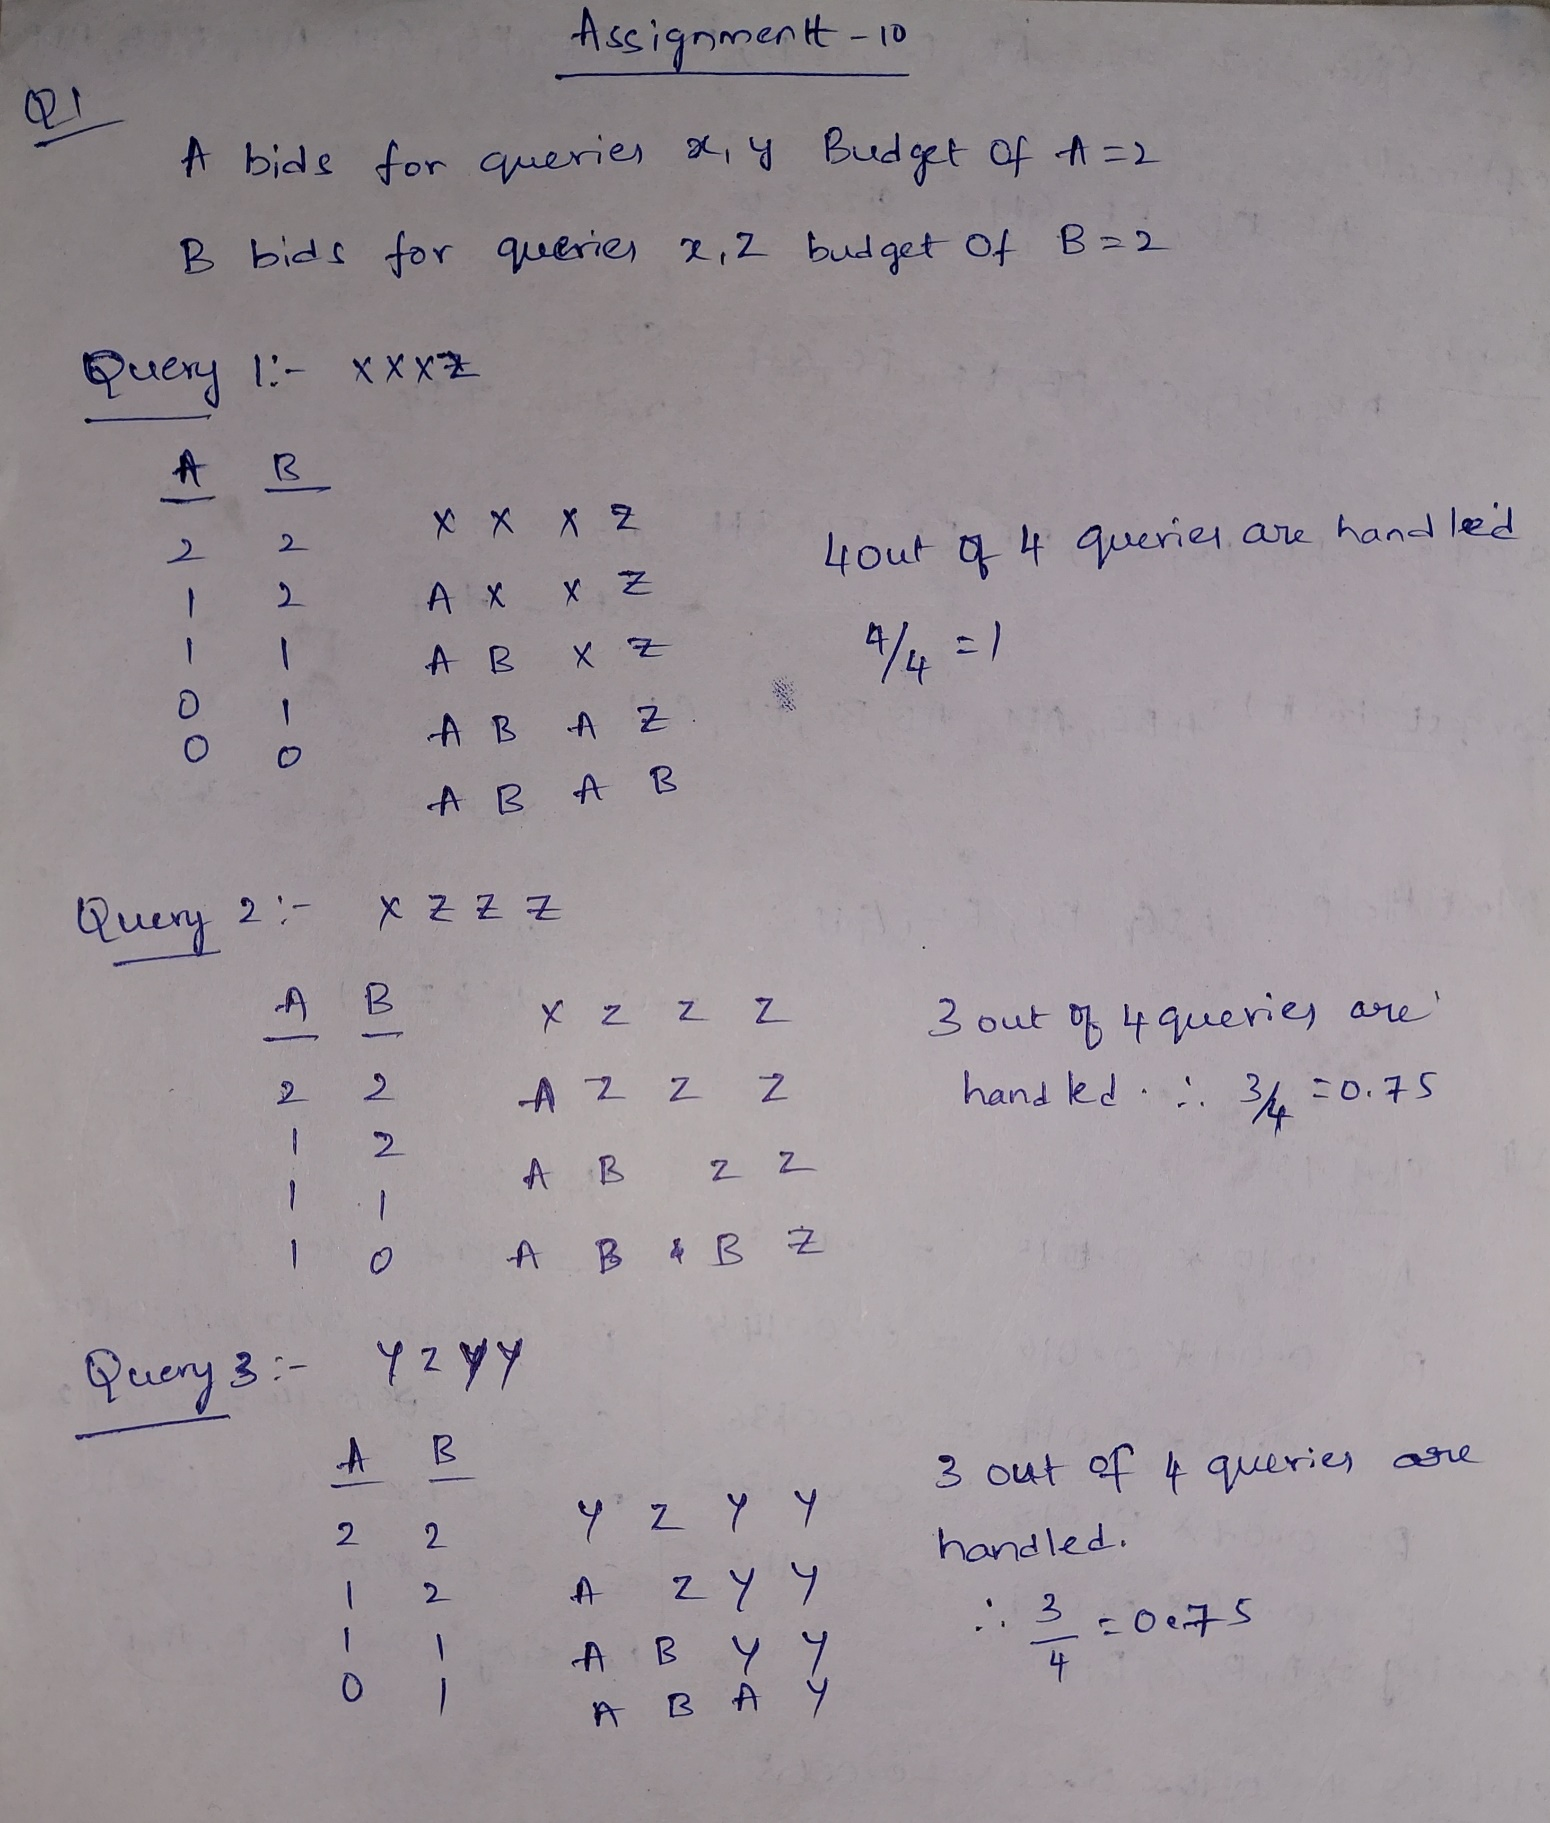 Assignmentt - 10
Q1
A bids for queries x, y Budget of A = 2
B bids for queries x, z budget of B = 2
Query 1:- XXXZ
A B
2 2 X X X Z 4 out of 4 queries are handled
1 2 A X X Z
1 1 A B X Z 4/4 = 1
0 1 A B A Z
0 0 A B A B
Query 2:- X Z Z Z
A B X Z Z Z 3 out of 4 queries are
2 2 A Z Z Z handled. ∴ 3/4 = 0.75
1 2
1 1 A B Z Z
1 0 A B B Z
Query 3:- Y Z Y Y
A B 3 out of 4 queries are
2 2 Y Z Y Y handled.
1 2 A Z Y Y ∴ 3/4 = 0.75
1 1 A B Y Y
0 1 A B A Y